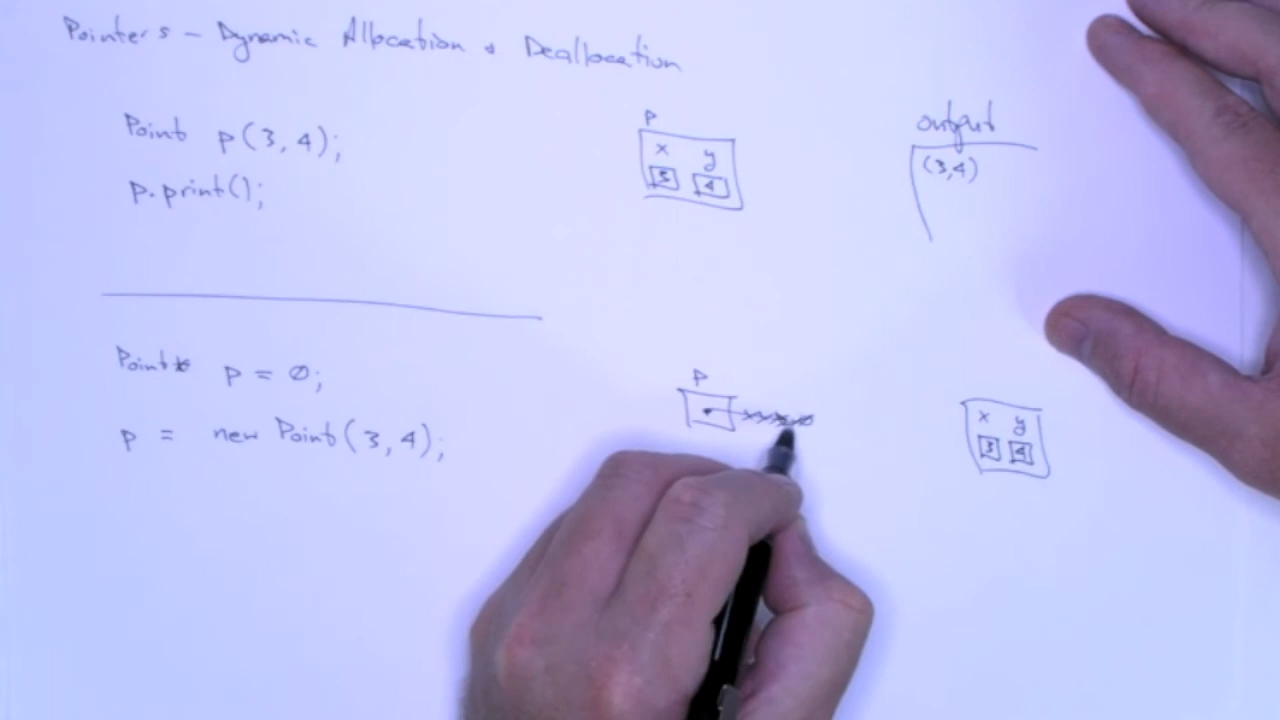 Pointers - Dynamic Allocation & Deallocation
Point p(3,4);
p.print();
p
x y
3 4
output
(3,4)
Point* p = Ø;
p = new Point(3,4);
p
x y
3 4